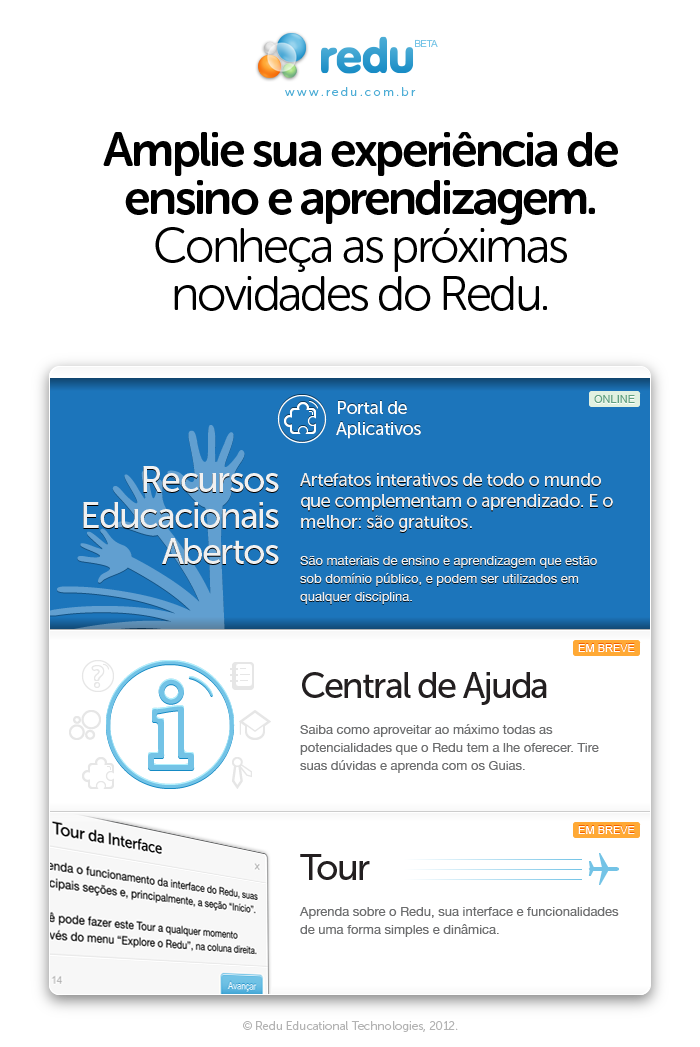 redu BETA
www.redu.com.br
Amplie sua experiência de
ensino e aprendizagem.
Conheça as próximas
novidades do Redu.
ONLINE
Portal de
Aplicativos
Recursos
Educacionais
Abertos
Artefatos interativos de todo o mundo
que complementam o aprendizado. E o
melhor: são gratuitos.
São materiais de ensino e aprendizagem que estão
sob domínio público, e podem ser utilizados em
qualquer disciplina.
EM BREVE
Central de Ajuda
Saiba como aproveitar ao máximo todas as
potencialidades que o Redu tem a lhe oferecer. Tire
suas dúvidas e aprenda com os Guias.
EM BREVE
Tour da Interface
x
enda o funcionamento da interface do Redu, suas
cipais seções e, principalmente, a seção "Início".
ê pode fazer este Tour a qualquer momento
vés do menu "Explore o Redu", na coluna direita.
14
Avançar
Tour
Aprenda sobre o Redu, sua interface e funcionalidades
de uma forma simples e dinâmica.
© Redu Educational Technologies, 2012.